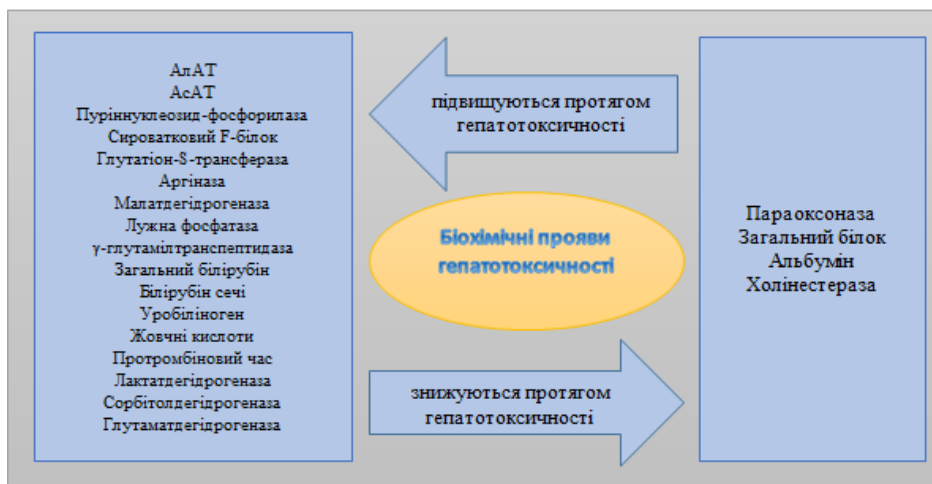 АлАТ
АсАТ
Пуріннуклеозид-фосфорилаза
Сироватковий F-білок
Глутатіон-S-трансфераза
Аргіназа
Малатдегідрогеназа
Лужна фосфатаза
γ-глутамілтранспептидаза
Загальний білірубін
Білірубін сечі
Уробіліноген
Жовчні кислоти
Протромбіновий час
Лактатдегідрогеназа
Сорбітолдегідрогеназа
Глутаматдегідрогеназа
підвищуються протягом
гепатотоксичності
Біохімічні прояви
гепатотоксичності
знижуються протягом
гепатотоксичності
Параоксоназа
Загальний білок
Альбумін
Холінестераза